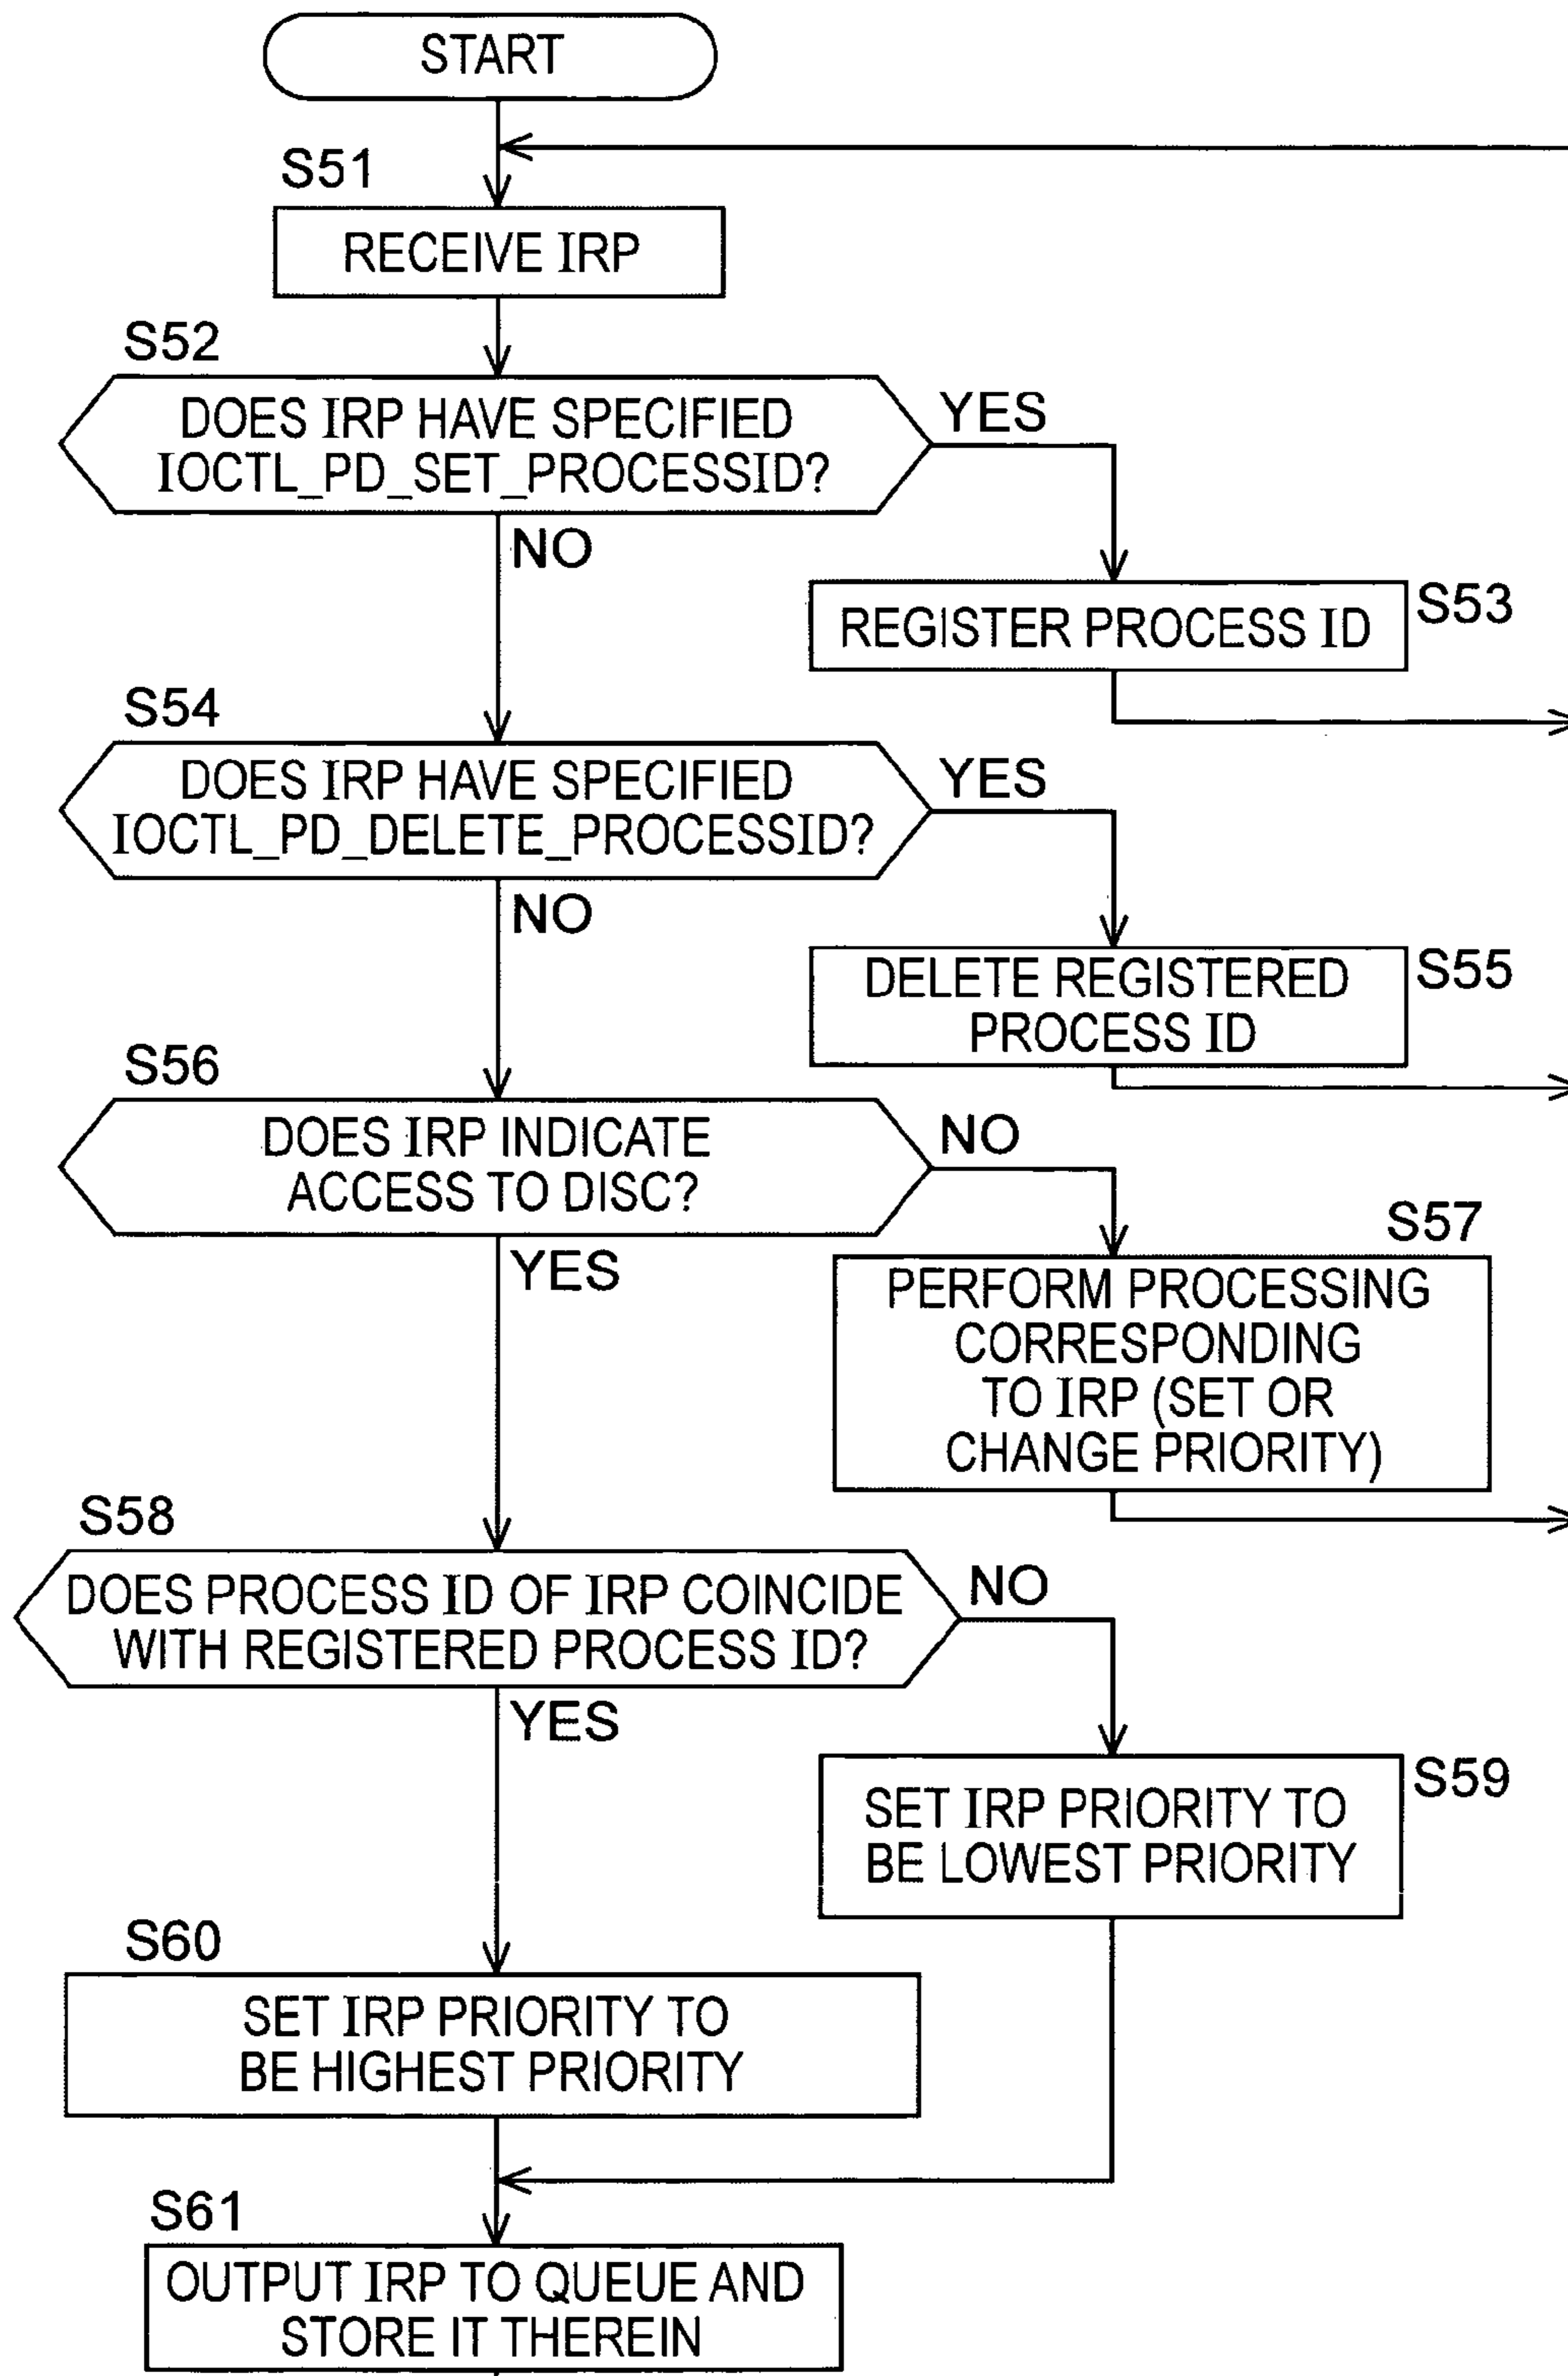 START
S51
RECEIVE IRP
S52
DOES IRP HAVE SPECIFIED
IOCTL_PD_SET_PROCESSID?
YES
NO
REGISTER PROCESS ID
S53
S54
DOES IRP HAVE SPECIFIED
IOCTL_PD_DELETE_PROCESSID?
YES
NO
DELETE REGISTERED
PROCESS ID
S55
S56
DOES IRP INDICATE
ACCESS TO DISC?
NO
YES
S57
PERFORM PROCESSING
CORRESPONDING
TO IRP (SET OR
CHANGE PRIORITY)
S58
DOES PROCESS ID OF IRP COINCIDE
WITH REGISTERED PROCESS ID?
NO
YES
S59
SET IRP PRIORITY TO
BE LOWEST PRIORITY
S60
SET IRP PRIORITY TO
BE HIGHEST PRIORITY
S61
OUTPUT IRP TO QUEUE AND
STORE IT THEREIN